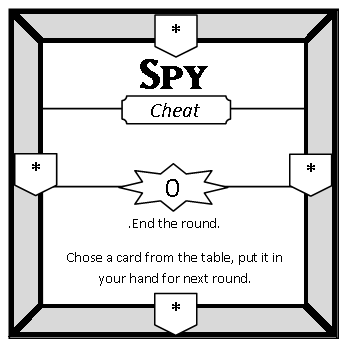 *
SPY
Cheat
* *
0
.End the round.
Chose a card from the table, put it in
your hand for next round.
*